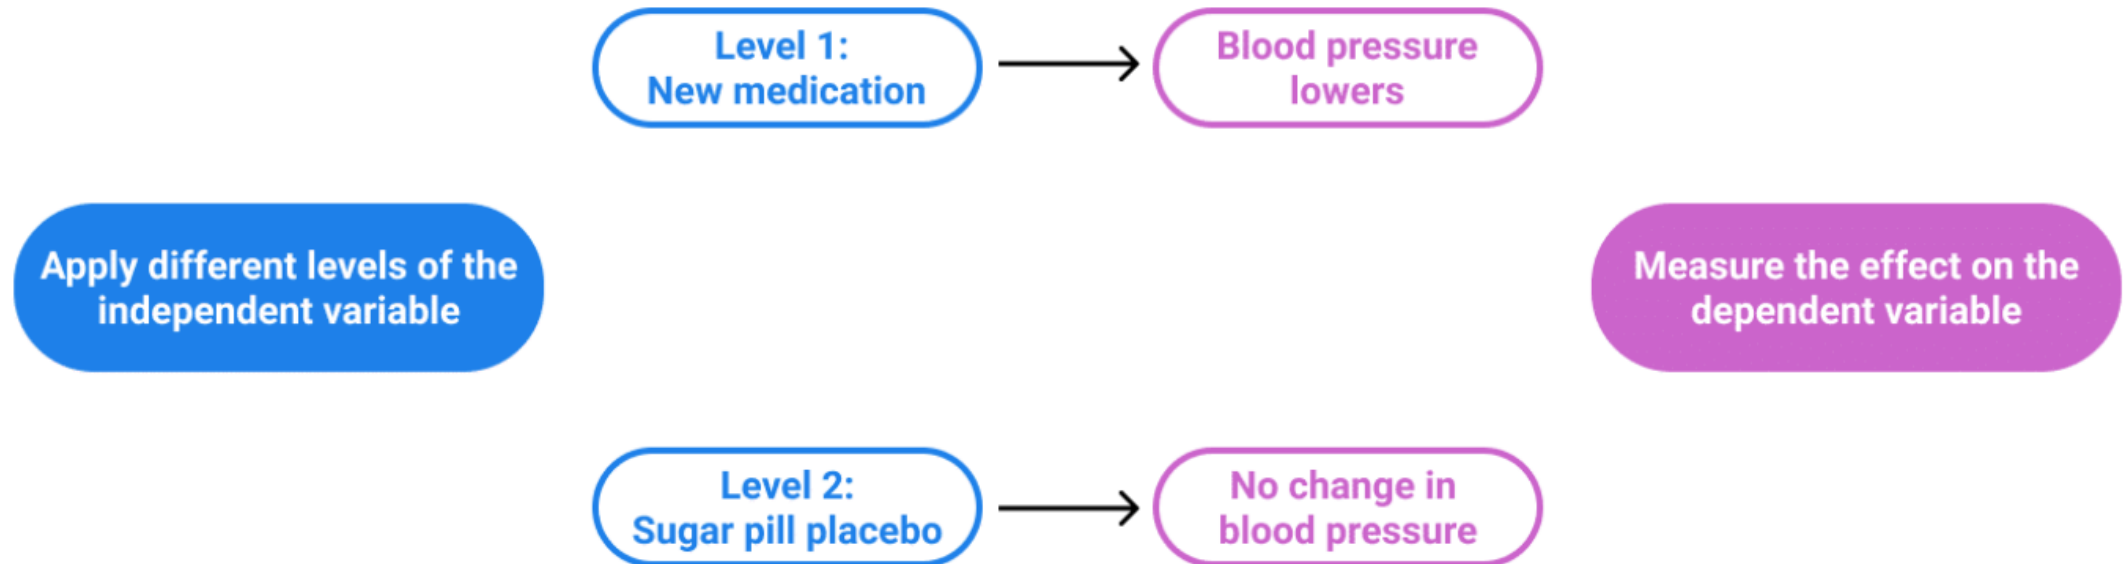 Level 1:
New medication
Blood pressure
lowers
Apply different levels of the
independent variable
Measure the effect on the
dependent variable
Level 2:
Sugar pill placebo
No change in
blood pressure